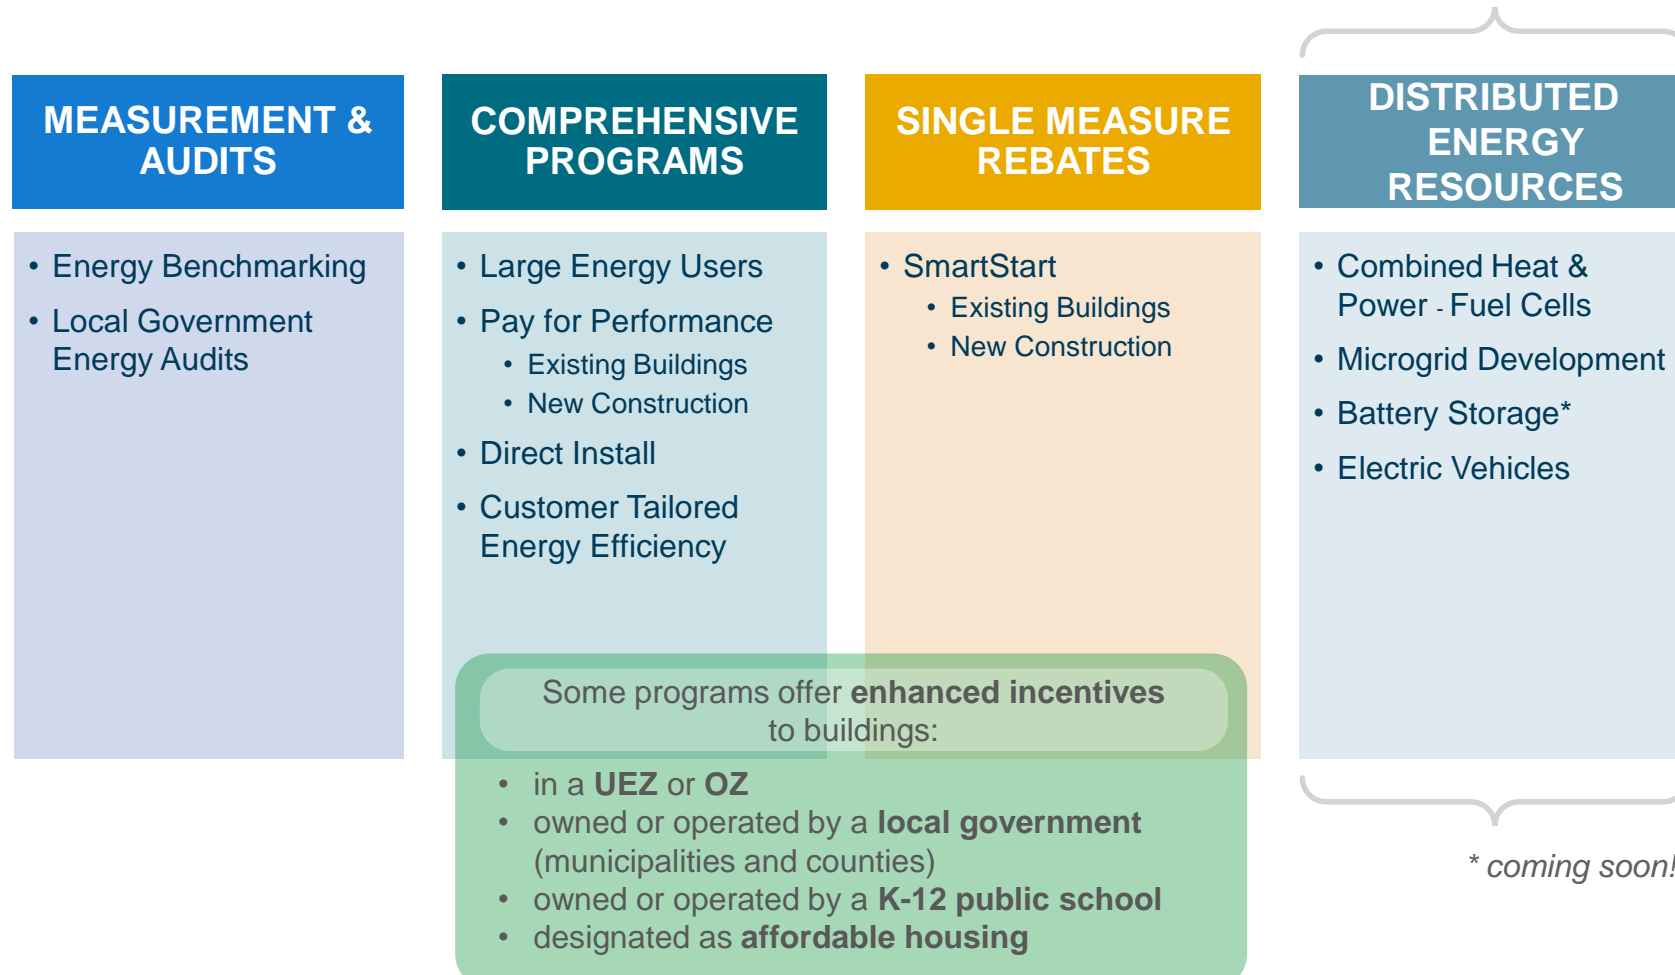 MEASUREMENT &
AUDITS
• Energy Benchmarking
• Local Government
Energy Audits
COMPREHENSIVE
PROGRAMS
• Large Energy Users
• Pay for Performance
• Existing Buildings
• New Construction
• Direct Install
• Customer Tailored
Energy Efficiency
SINGLE MEASURE
REBATES
• SmartStart
• Existing Buildings
• New Construction
DISTRIBUTED
ENERGY
RESOURCES
• Combined Heat &
Power - Fuel Cells
• Microgrid Development
• Battery Storage*
• Electric Vehicles
Some programs offer enhanced incentives
to buildings:
• in a UEZ or OZ
• owned or operated by a local government
(municipalities and counties)
• owned or operated by a K-12 public school
• designated as affordable housing
* coming soon!